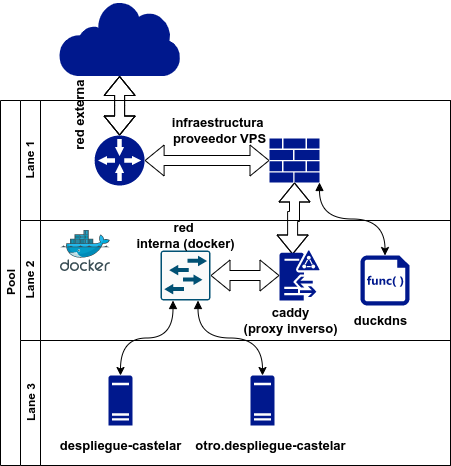 red externa
Pool
Lane 1
infraestructura
proveedor VPS
Lane 2
docker
red
interna (docker)
caddy
(proxy inverso)
func( )
duckdns
Lane 3
despliegue-castelar
otro.despliegue-castelar